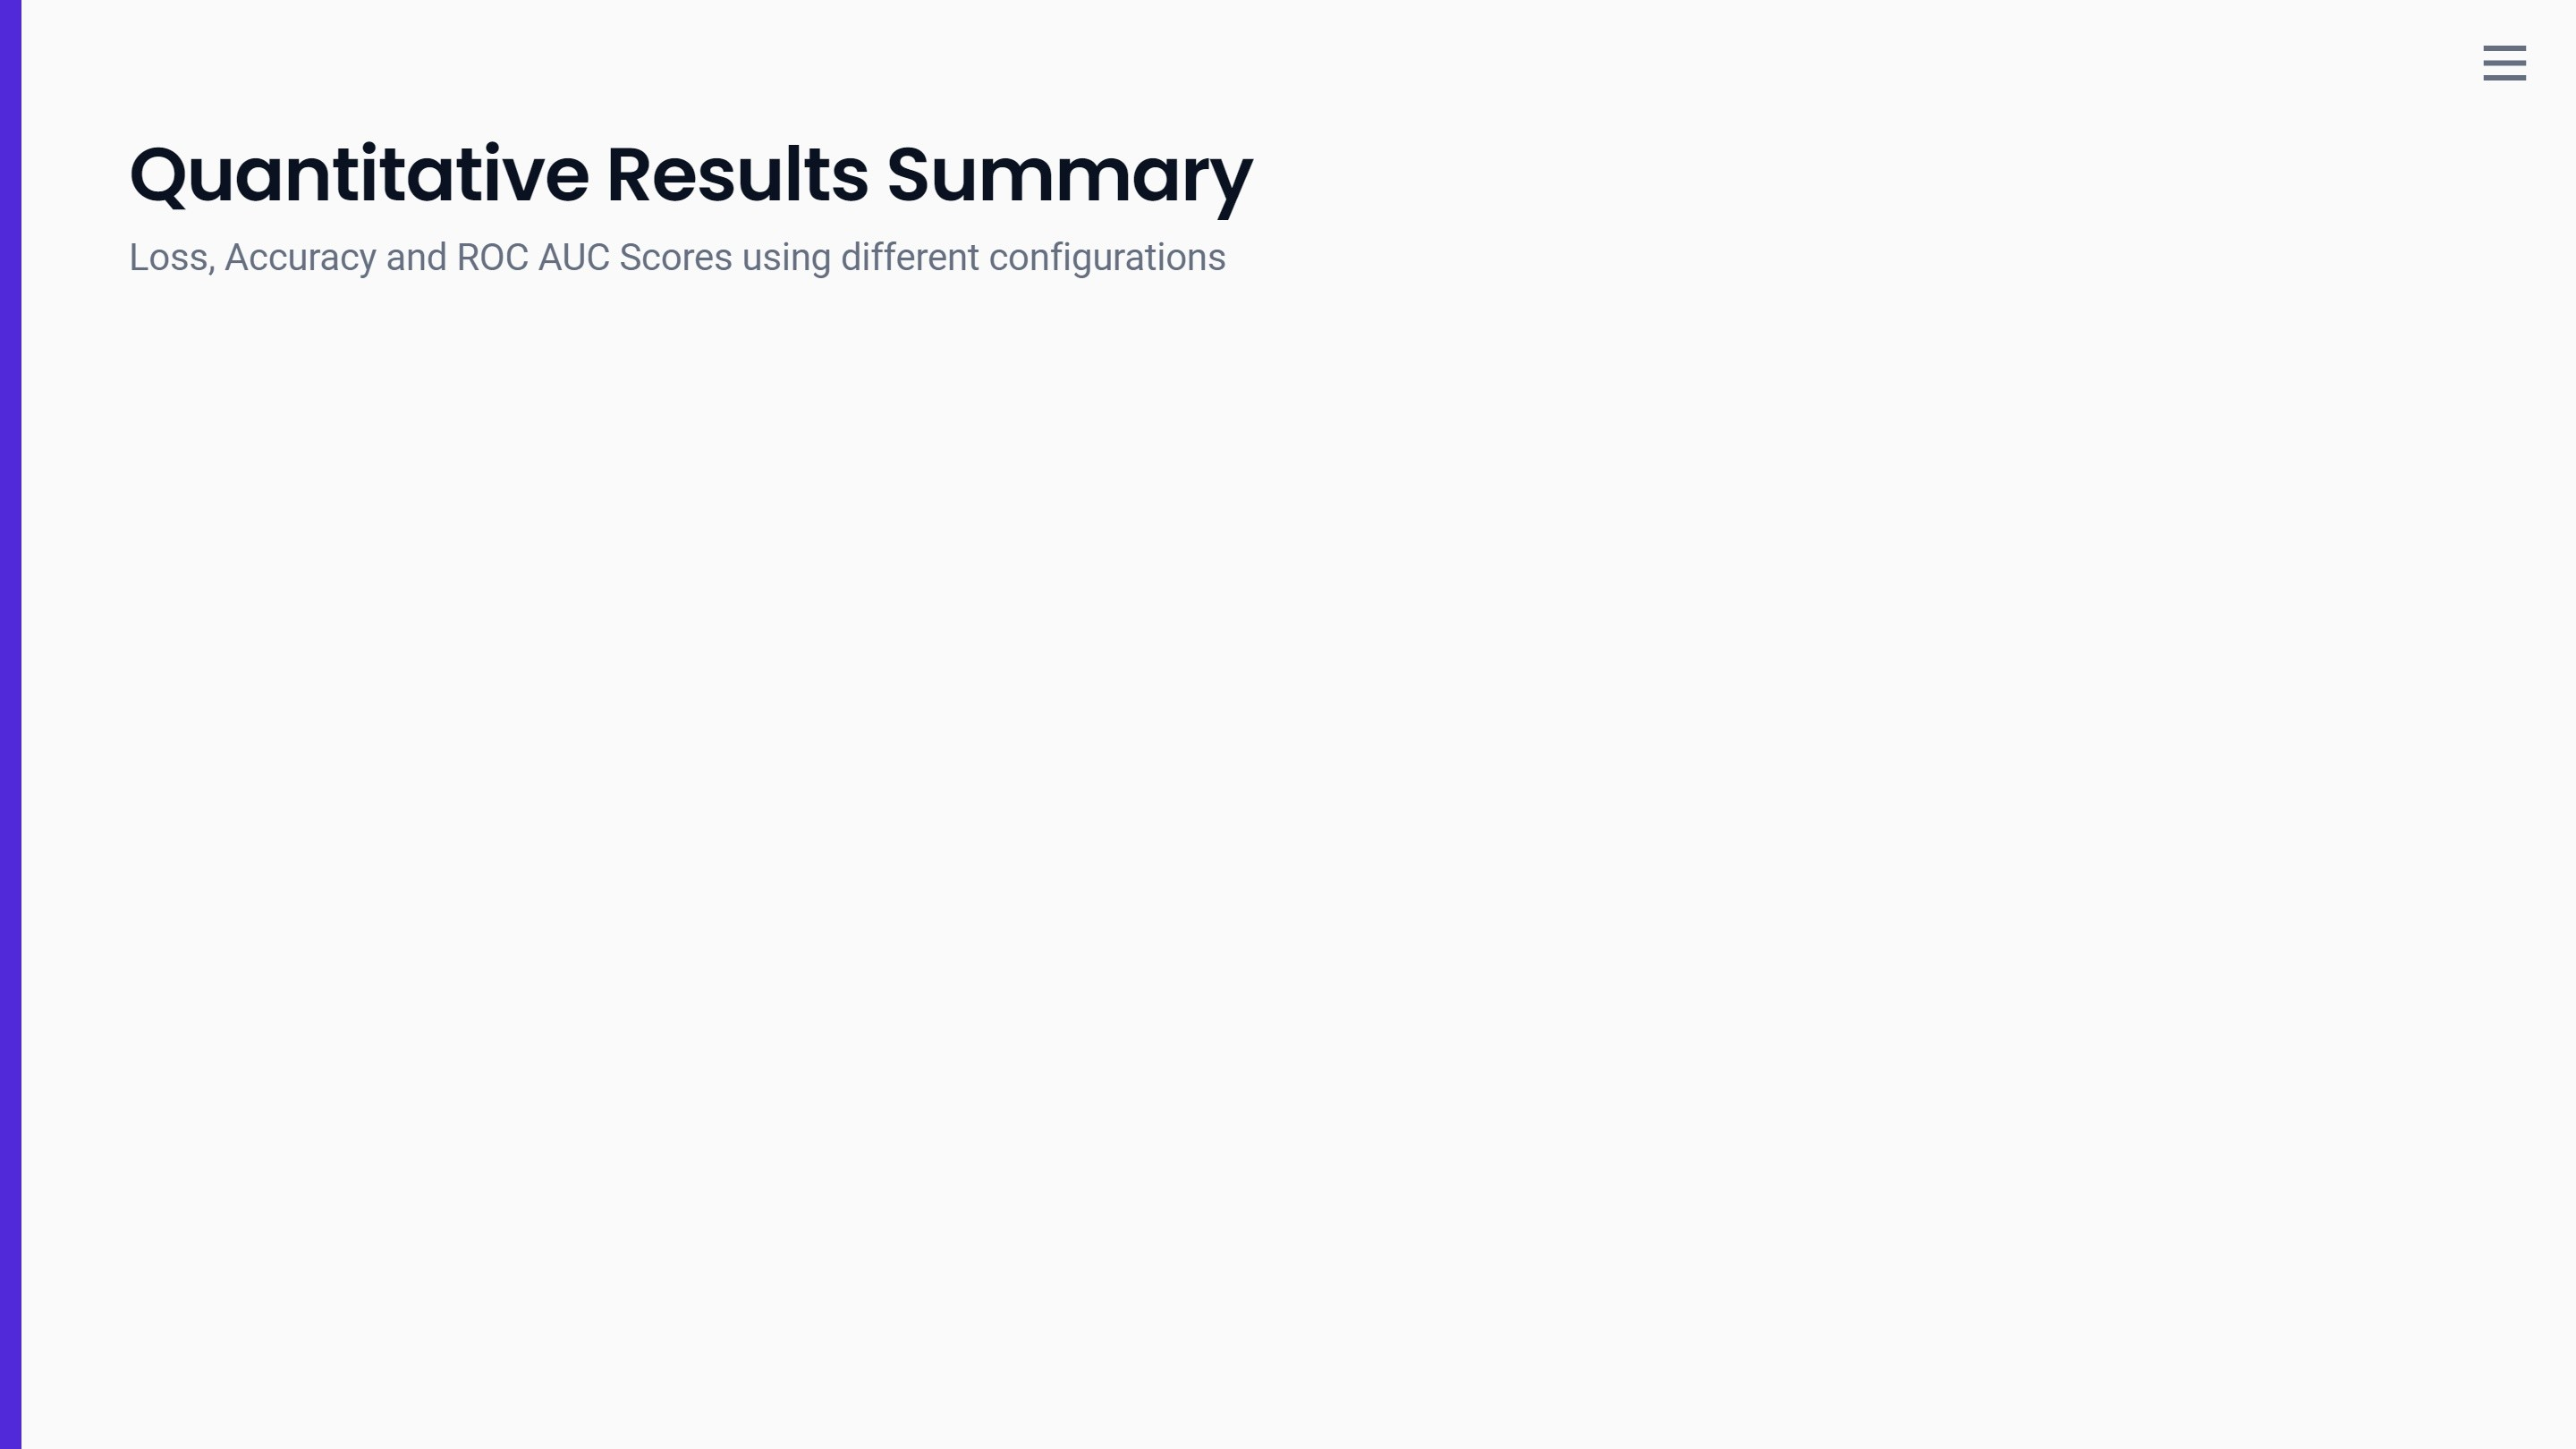 Quantitative Results Summary
Loss, Accuracy and ROC AUC Scores using different configurations